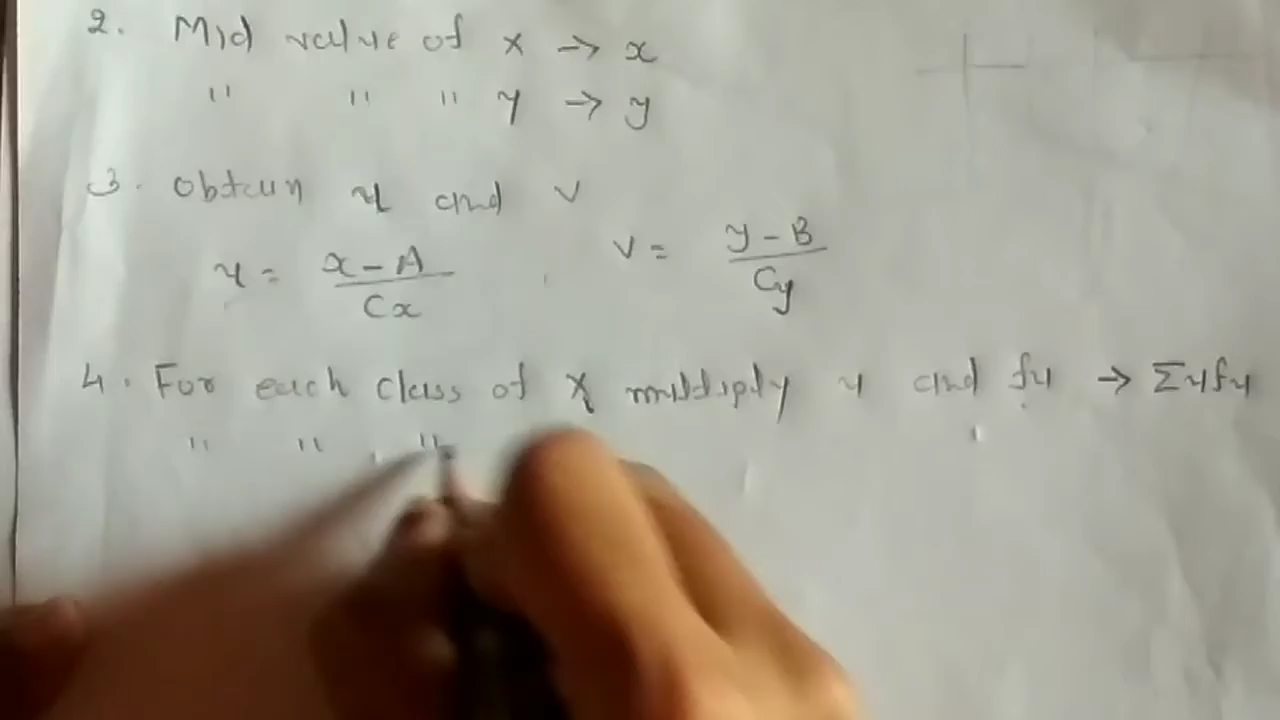 2. Mid value of x → x
" " " y → y
3. Obtain u and v
u = x - A / Cx , v = y - B / Cy
4. For each class of X multiply u and fu → Σufu
" " "